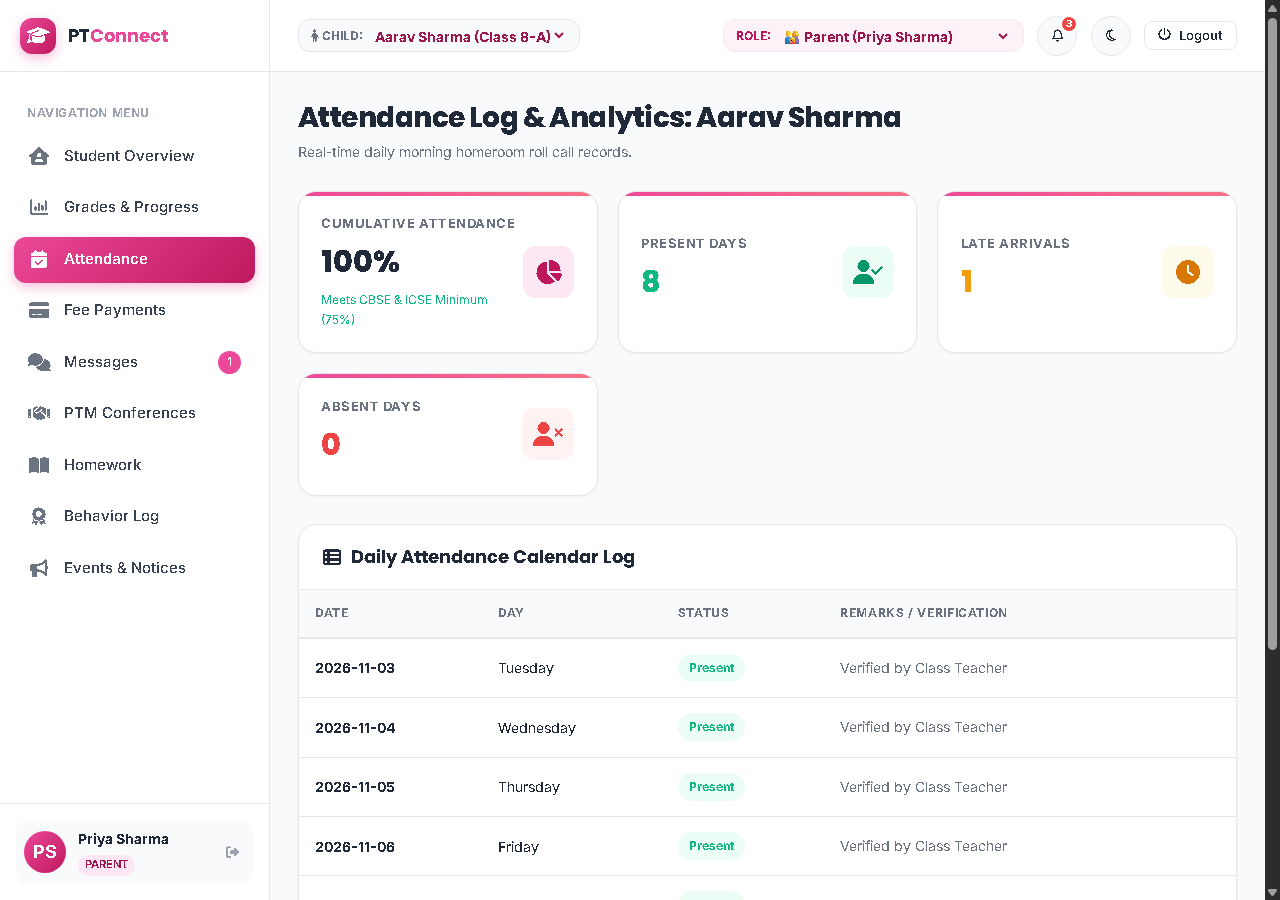 PTConnect
CHILD: Aarav Sharma (Class 8-A)
ROLE: Parent (Priya Sharma)
3
Logout
NAVIGATION MENU
Student Overview
Grades & Progress
Attendance
Fee Payments
Messages 1
PTM Conferences
Homework
Behavior Log
Events & Notices
PS
Priya Sharma
PARENT
Attendance Log & Analytics: Aarav Sharma
Real-time daily morning homeroom roll call records.
CUMULATIVE ATTENDANCE
100%
Meets CBSE & ICSE Minimum
(75%)
PRESENT DAYS
8
LATE ARRIVALS
1
ABSENT DAYS
0
Daily Attendance Calendar Log
DATE DAY STATUS REMARKS / VERIFICATION
2026-11-03 Tuesday Present Verified by Class Teacher
2026-11-04 Wednesday Present Verified by Class Teacher
2026-11-05 Thursday Present Verified by Class Teacher
2026-11-06 Friday Present Verified by Class Teacher